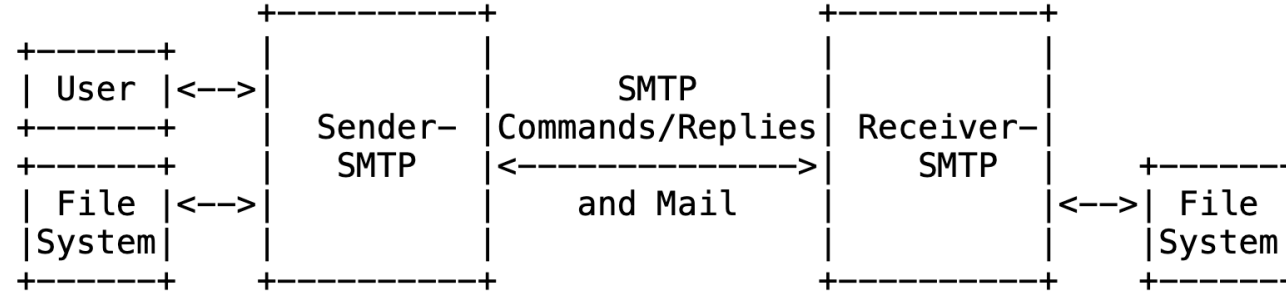 +----------+                +----------+
+------+    |          |                |          |
| User |<-->|          |      SMTP      |          |
+------+    |  Sender- |Commands/Replies| Receiver-|
+------+    |   SMTP   |<-------------->|    SMTP  |    +-------
| File |<-->|          |    and Mail    |          |<-->| File
|System|    |          |                |          |    |System
+------+    +----------+                +----------+    +-------